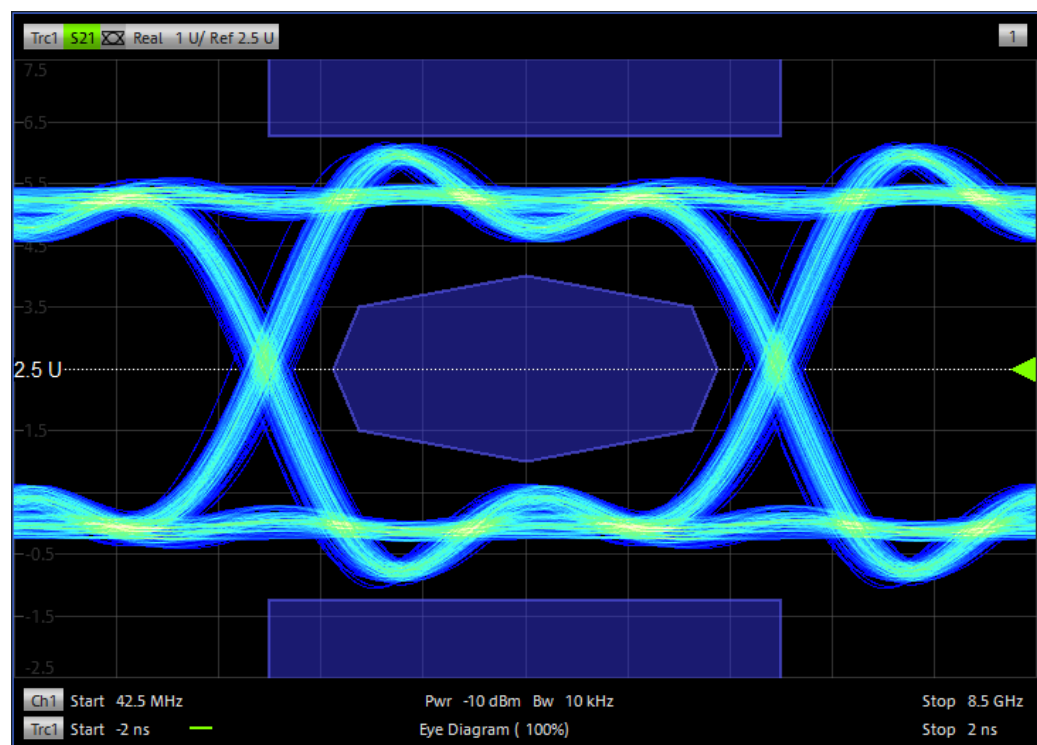 Trc1 S21 Real 1 U/ Ref 2.5 U 1
7.5
6.5
5.5
4.5
3.5
2.5 U
1.5
-0.5
-1.5
-2.5
Ch1 Start 42.5 MHz Pwr -10 dBm Bw 10 kHz Stop 8.5 GHz
Trc1 Start -2 ns Eye Diagram ( 100%) Stop 2 ns